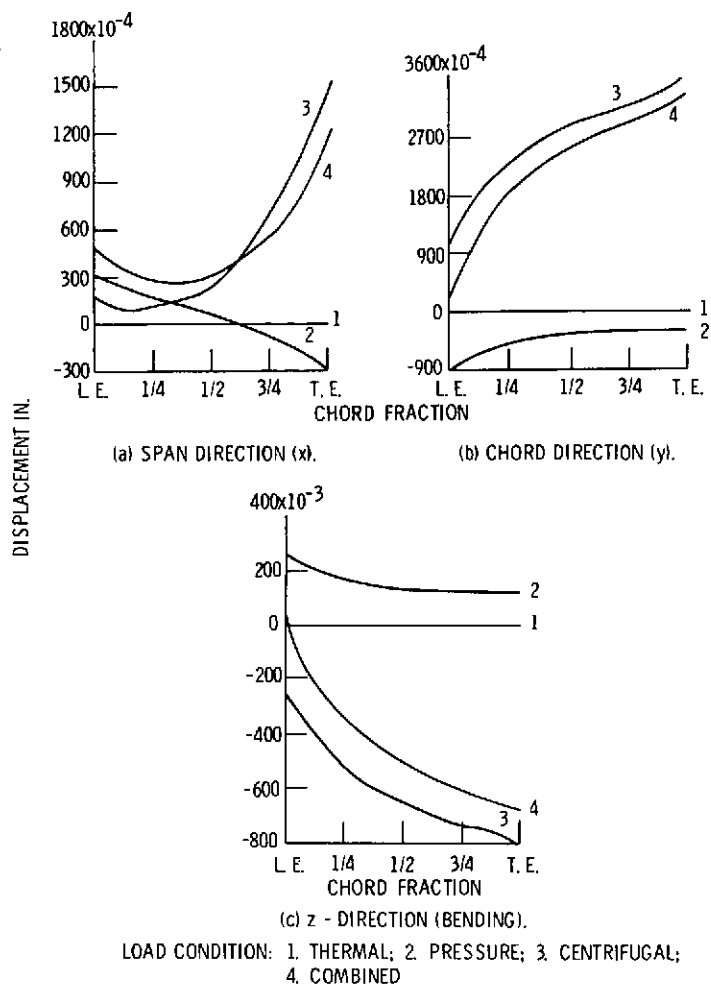 1800x10⁻⁴
1500
1200
900
600
300
0
-300
3
4
1
2
L. E. 1/4 1/2 3/4 T. E.
3600x10⁻⁴
2700
1800
900
0
-900
3
4
1
2
L. E. 1/4 1/2 3/4 T. E.
CHORD FRACTION
(a) SPAN DIRECTION (x).
(b) CHORD DIRECTION (y).
DISPLACEMENT IN.
400x10⁻³
200
0
-200
-400
-600
-800
2
1
4
3
L. E. 1/4 1/2 3/4 T. E.
CHORD FRACTION
(c) z - DIRECTION (BENDING).
LOAD CONDITION: 1. THERMAL; 2. PRESSURE; 3. CENTRIFUGAL;
4. COMBINED